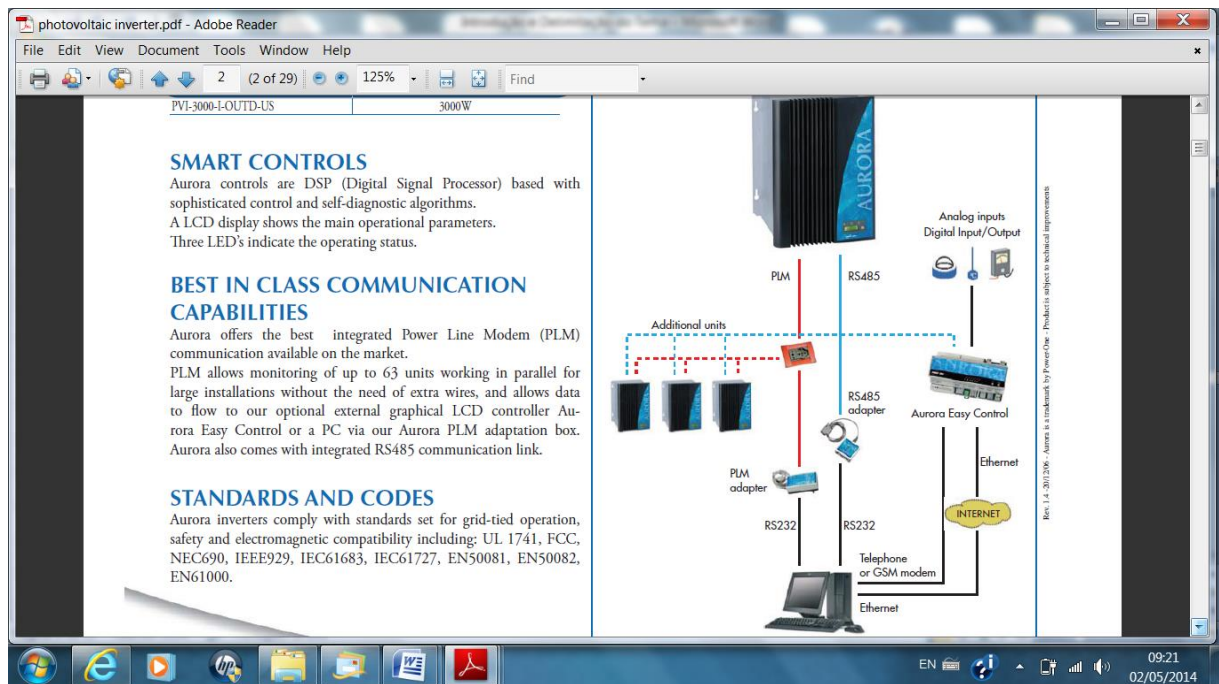 photovoltaic inverter.pdf - Adobe Reader
File Edit View Document Tools Window Help
2 (2 of 29) 125% Find
PVI-3000-I-OUTD-US 3000W
SMART CONTROLS
Aurora controls are DSP (Digital Signal Processor) based with
sophisticated control and self-diagnostic algorithms.
A LCD display shows the main operational parameters.
Three LED's indicate the operating status.
BEST IN CLASS COMMUNICATION
CAPABILITIES
Aurora offers the best integrated Power Line Modem (PLM)
communication available on the market.
PLM allows monitoring of up to 63 units working in parallel for
large installations without the need of extra wires, and allows data
to flow to our optional external graphical LCD controller Au-
rora Easy Control or a PC via our Aurora PLM adaptation box.
Aurora also comes with integrated RS485 communication link.
STANDARDS AND CODES
Aurora inverters comply with standards set for grid-tied operation,
safety and electromagnetic compatibility including: UL 1741, FCC,
NEC690, IEEE929, IEC61683, IEC61727, EN50081, EN50082,
EN61000.
AURORA
Analog inputs
Digital Input/Output
PLM
RS485
Additional units
RS485
adapter
Aurora Easy Control
Ethernet
PLM
adapter
INTERNET
RS232
RS232
Telephone
or GSM modem
Ethernet
Rev. 1.4 -20/12/06 - Aurora is a trademark by Power-One - Product is subject to technical improvements
hp
W
EN
09:21
02/05/2014